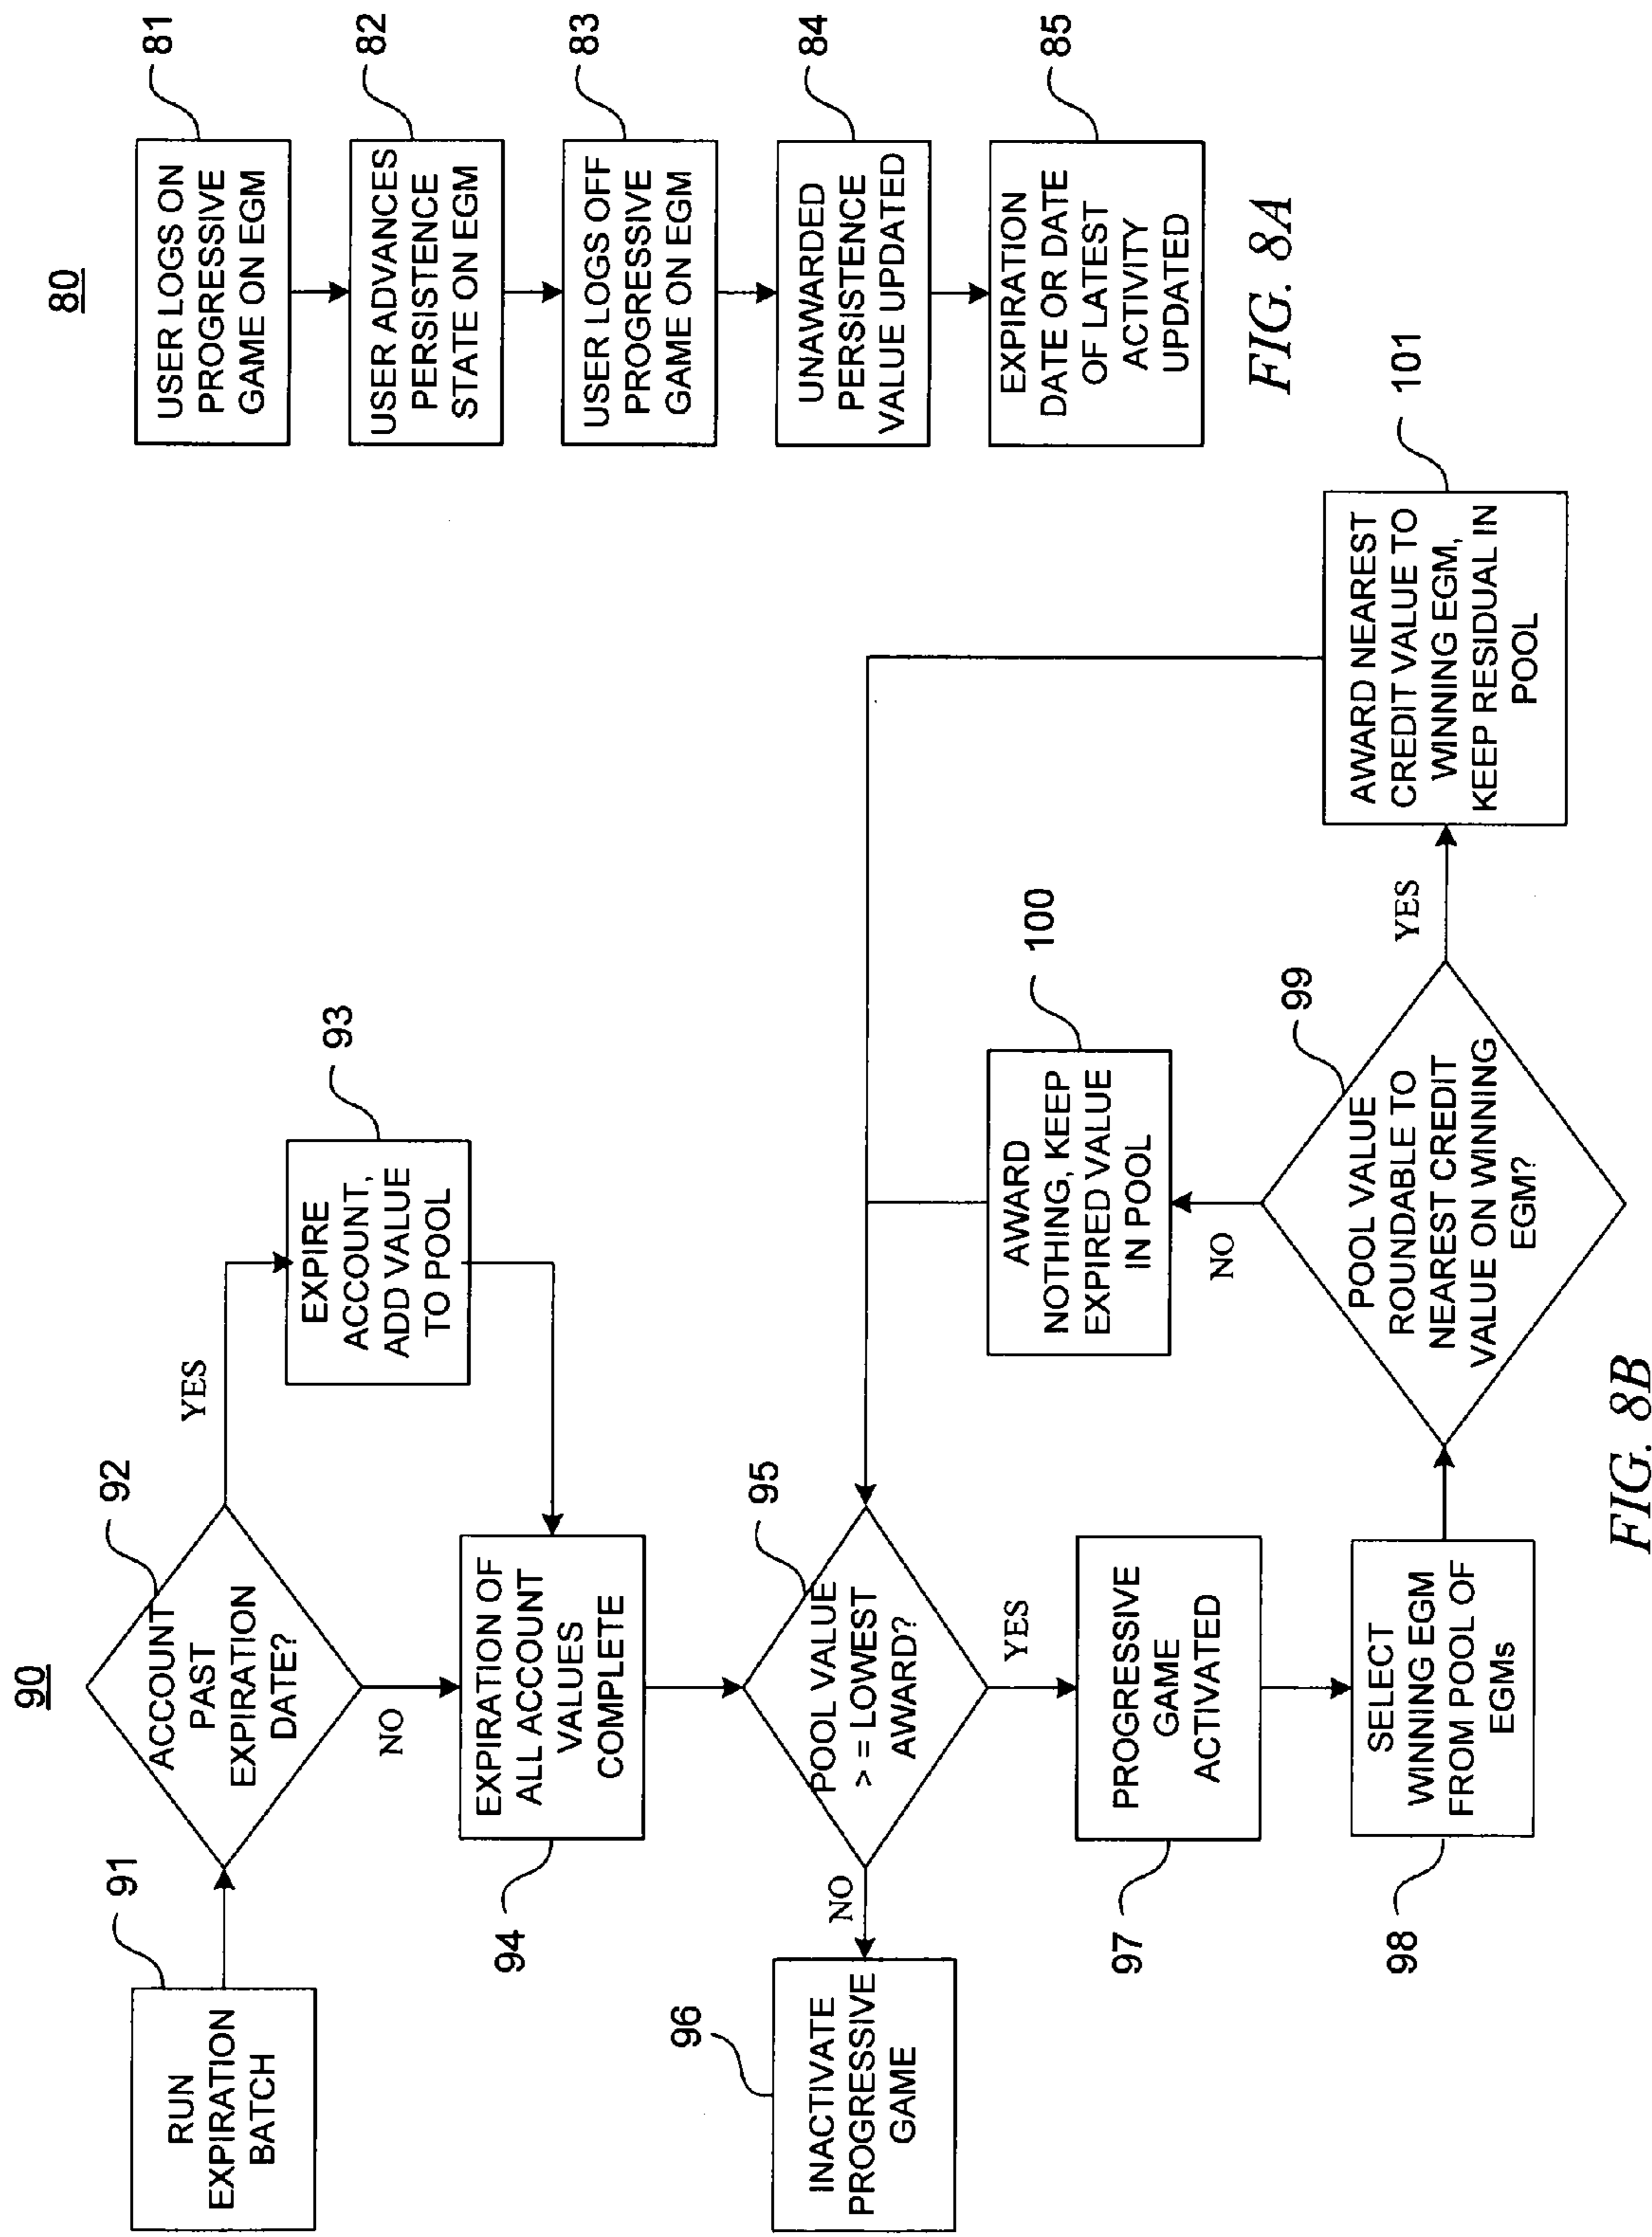 80
USER LOGS ON
PROGRESSIVE
GAME ON EGM
81
USER ADVANCES
PERSISTENCE
STATE ON EGM
82
USER LOGS OFF
PROGRESSIVE
GAME ON EGM
83
UNAWARDED
PERSISTENCE
VALUE UPDATED
84
EXPIRATION
DATE OR DATE
OF LATEST
ACTIVITY
UPDATED
85
FIG. 8A
90
RUN
EXPIRATION
BATCH
91
ACCOUNT
PAST
EXPIRATION
DATE?
92
YES
EXPIRE
ACCOUNT,
ADD VALUE
TO POOL
93
NO
EXPIRATION OF
ALL ACCOUNT
VALUES
COMPLETE
94
POOL VALUE
> = LOWEST
AWARD?
95
NO
INACTIVATE
PROGRESSIVE
GAME
96
YES
PROGRESSIVE
GAME
ACTIVATED
97
SELECT
WINNING EGM
FROM POOL OF
EGMs
98
POOL VALUE
ROUNDABLE TO
NEAREST CREDIT
VALUE ON WINNING
EGM?
99
NO
AWARD
NOTHING, KEEP
EXPIRED VALUE
IN POOL
100
YES
AWARD NEAREST
CREDIT VALUE TO
WINNING EGM,
KEEP RESIDUAL IN
POOL
101
FIG. 8B